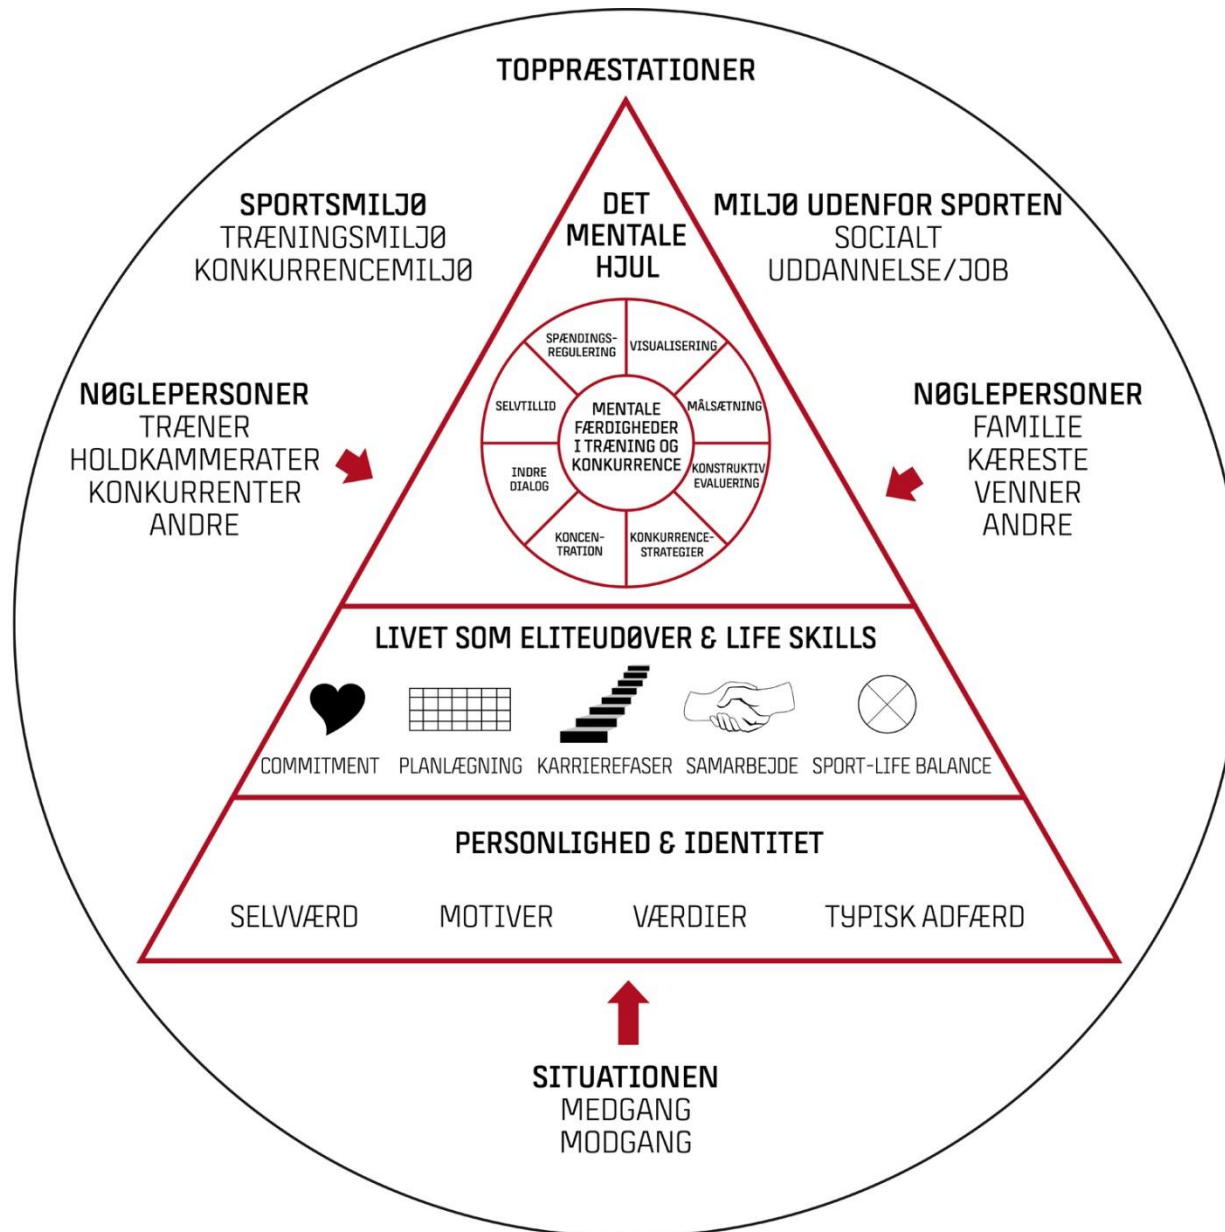 TOPPRÆSTATIONER
SPORTSMILJØ
TRÆNINGSMILJØ
KONKURRENCEMILJØ
DET
MENTALE
HJUL
MILJØ UDENFOR SPORTEN
SOCIALT
UDDANNELSE/JOB
NØGLEPERSONER
TRÆNER
HOLDKAMMERATER
KONKURRENTER
ANDRE
SPÆNDINGS-
REGULERING
VISUALISERING
SELVTILLID
MÅLSÆTNING
MENTALE
FÆRDIGHEDER
I TRÆNING OG
KONKURRENCE
INDRE
DIALOG
KONSTRUKTIV
EVALUERING
KONCEN-
TRATION
KONKURRENCE-
STRATEGIER
NØGLEPERSONER
FAMILIE
KÆRESTE
VENNER
ANDRE
LIVET SOM ELITEUDØVER & LIFE SKILLS
COMMITMENT PLANLÆGNING KARRIEREFASER SAMARBEJDE SPORT-LIFE BALANCE
PERSONLIGHED & IDENTITET
SELVVÆRD MOTIVER VÆRDIER TYPISK ADFÆRD
SITUATIONEN
MEDGANG
MODGANG